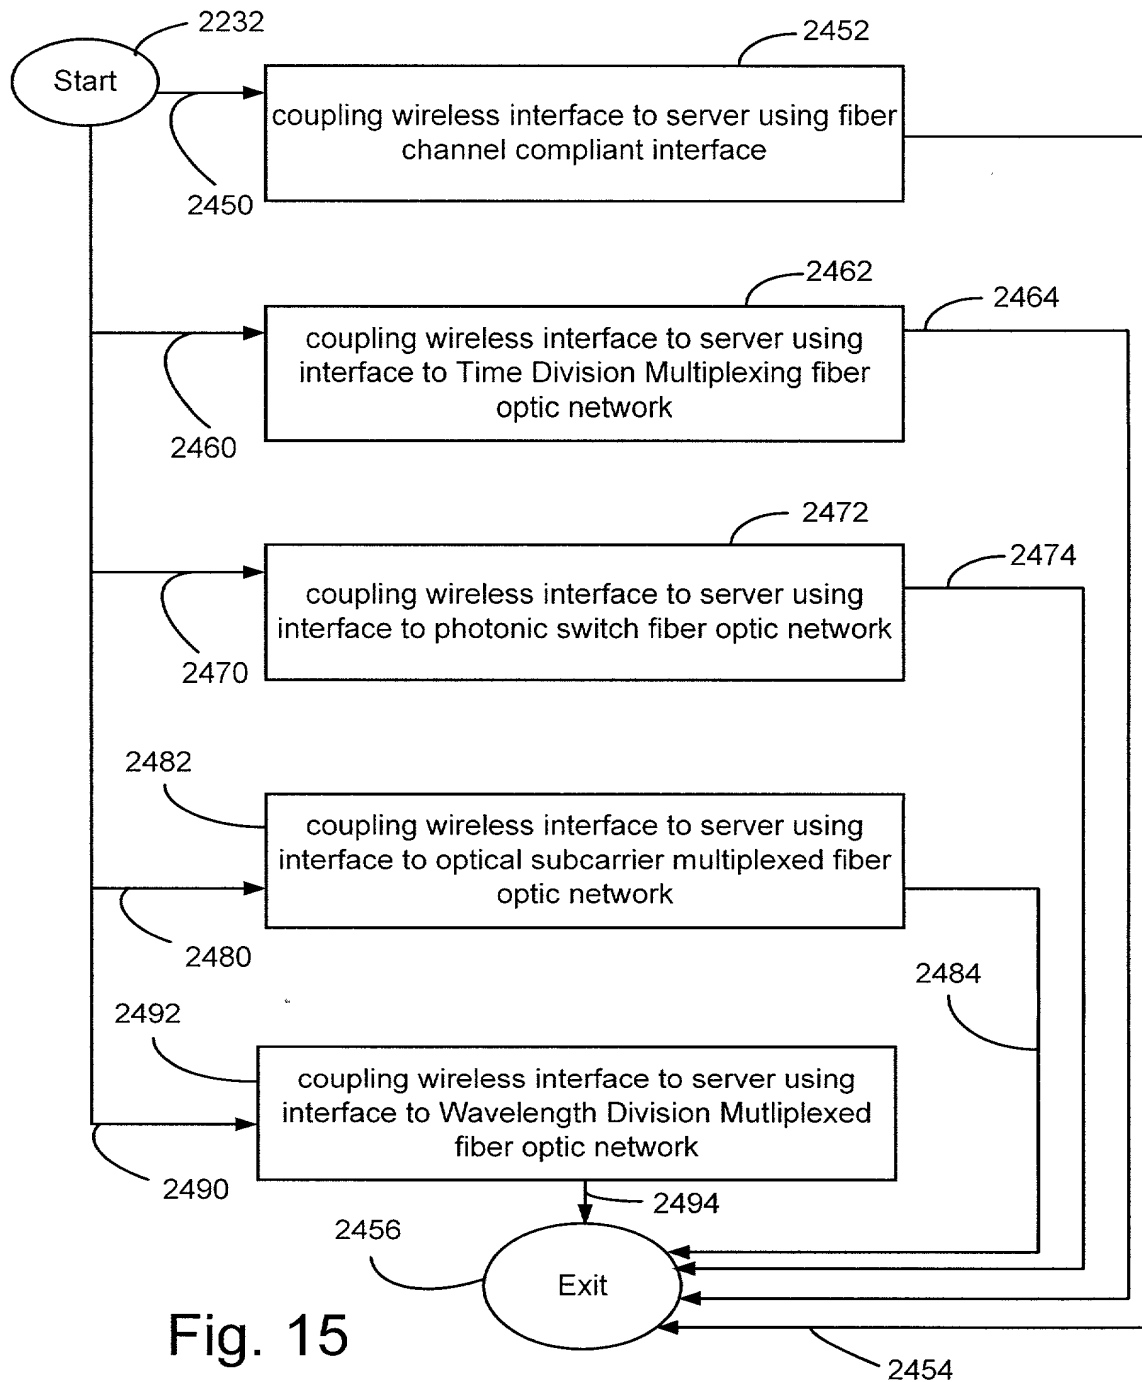 2232
Start
2452
coupling wireless interface to server using fiber
channel compliant interface
2450
2462
2464
coupling wireless interface to server using
interface to Time Division Multiplexing fiber
optic network
2460
2472
2474
coupling wireless interface to server using
interface to photonic switch fiber optic network
2470
2482
coupling wireless interface to server using
interface to optical subcarrier multiplexed fiber
optic network
2480
2484
2492
coupling wireless interface to server using
interface to Wavelength Division Mutliplexed
fiber optic network
2490
2494
2456
Exit
Fig. 15
2454